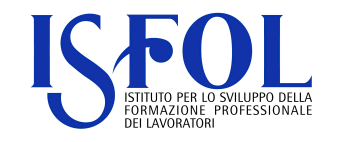 ISFOL
ISTITUTO PER LO SVILUPPO DELLA
FORMAZIONE PROFESSIONALE
DEI LAVORATORI